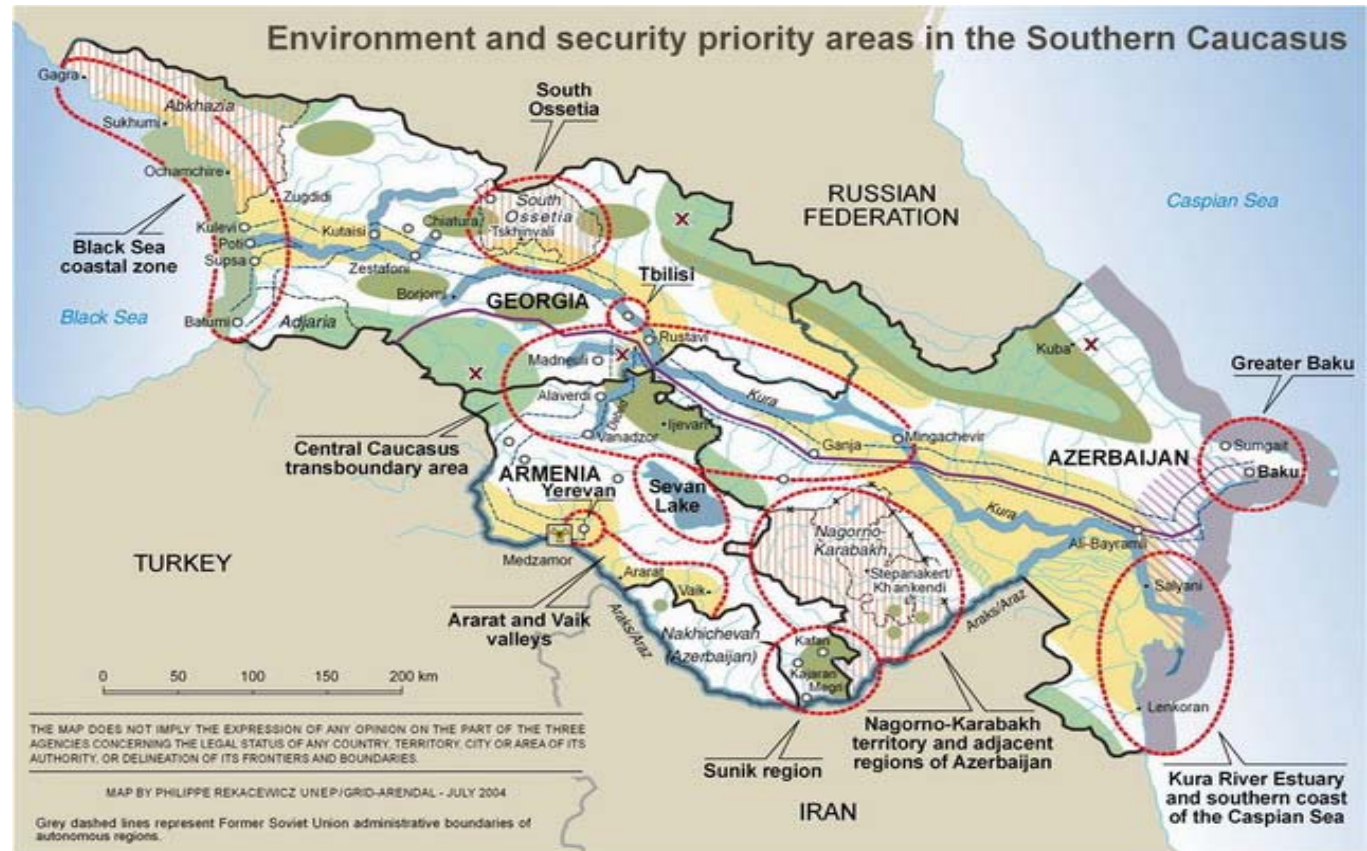 Environment and security priority areas in the Southern Caucasus
Gagra
Abkhazia
Sukhumi
Ochamchire
Zugdidi
South
Ossetia
South
Ossetia
Tskhinvali
RUSSIAN
FEDERATION
Caspian Sea
Black Sea
coastal zone
Kulevi
Poti
Supsa
Kutaisi
Chiatura
Zestafoni
Borjomi
GEORGIA
Tbilisi
Black Sea
Batumi
Adjaria
Rustavi
Madneuli
Kuba
Greater Baku
Alaverdi
Debed
Kura
Ijevan
Vanadzor
Central Caucasus
transboundary area
Ganja
Mingachevir
Sumgait
Baku
AZERBAIJAN
ARMENIA
Yerevan
Sevan
Lake
Kura
Nagorno-
Karabakh
Ali-Bayramli
TURKEY
Medzamor
Stepanakert/
Khankendi
Salyani
Ararat
Vaik
Ararat and Vaik
valleys
Araks/Araz
Araks/Araz
Nakhichevan
(Azerbaijan)
Kafan
Kajaran
Megri
Lenkoran
0 50 100 200 km
Nagorno-Karabakh
territory and adjacent
regions of Azerbaijan
Sunik region
Kura River Estuary
and southern coast
of the Caspian Sea
IRAN
THE MAP DOES NOT IMPLY THE EXPRESSION OF ANY OPINION ON THE PART OF THE THREE
AGENCIES CONCERNING THE LEGAL STATUS OF ANY COUNTRY, TERRITORY, CITY OR AREA OF ITS
AUTHORITY, OR DELINEATION OF ITS FRONTIERS AND BOUNDARIES.
MAP BY PHILIPPE REKACEWICZ UNEP/GRID-ARENDAL - JULY 2004
Grey dashed lines represent Former Soviet Union administrative boundaries of
autonomous regions.